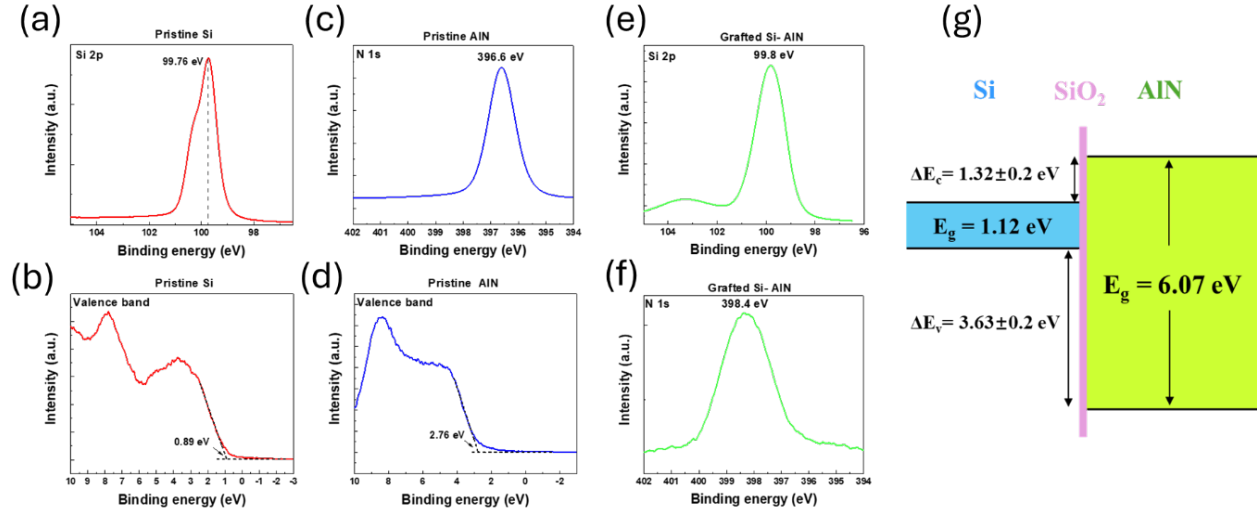 (a)
Pristine Si
Si 2p
99.76 eV
Intensity (a.u.)
104 102 100 98
Binding energy (eV)
(c)
Pristine AlN
N 1s
396.6 eV
Intensity (a.u.)
402 401 400 399 398 397 396 395 394
Binding energy (eV)
(e)
Grafted Si- AlN
Si 2p
99.8 eV
Intensity (a.u.)
104 102 100 98 96
Binding energy (eV)
(b)
Pristine Si
Valence band
0.89 eV
Intensity (a.u.)
10 9 8 7 6 5 4 3 2 1 0 -1 -2 -3
Binding energy (eV)
(d)
Pristine AlN
Valence band
2.76 eV
Intensity (a.u.)
10 8 6 4 2 0 -2
Binding energy (eV)
(f)
Grafted Si- AlN
N 1s
398.4 eV
Intensity (a.u.)
402 401 400 399 398 397 396 395 394
Binding energy (eV)
(g)
Si SiO₂ AlN
ΔEc= 1.32±0.2 eV
Eg = 1.12 eV
Eg = 6.07 eV
ΔEv= 3.63±0.2 eV